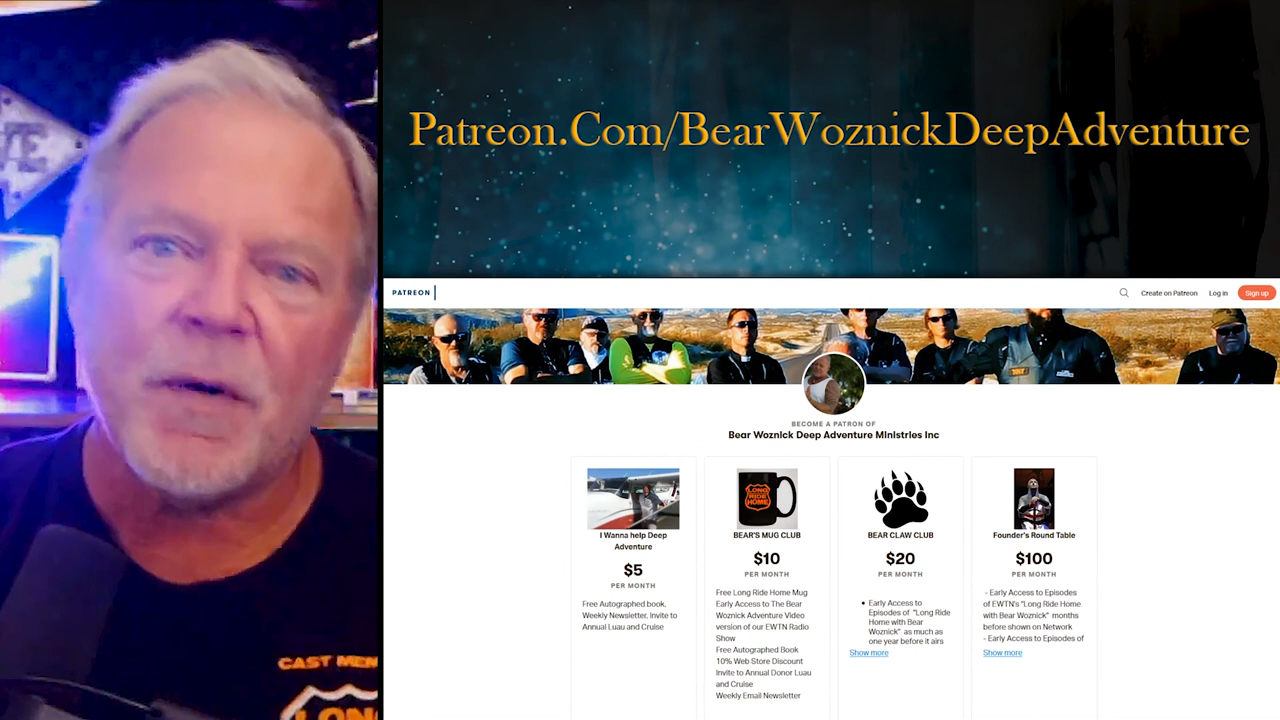 Patreon.Com/BearWoznickDeepAdventure
PATREON
Create on Patreon
Log in
Sign up
BECOME A PATRON OF
Bear Woznick Deep Adventure Ministries Inc
I Wanna help Deep
Adventure
$5
PER MONTH
Free Autographed book.
Weekly Newsletter. Invite to
Annual Luau and Cruise
LONG
RIDE
HOME
BEAR'S MUG CLUB
$10
PER MONTH
Free Long Ride Home Mug
Early Access to The Bear
Woznick Adventure Video
version of our EWTN Radio
Show
Free Autographed Book
10% Web Store Discount
Invite to Annual Donor Luau
and Cruise
Weekly Email Newsletter
BEAR CLAW CLUB
$20
PER MONTH
• Early Access to
Episodes of "Long Ride
Home with Bear
Woznick" as much as
one year before it airs
Show more
Founder's Round Table
$100
PER MONTH
- Early Access to Episodes
of EWTN's "Long Ride Home
with Bear Woznick" months
before shown on Network
- Early Access to Episodes of
Show more
CAST MEM
LON